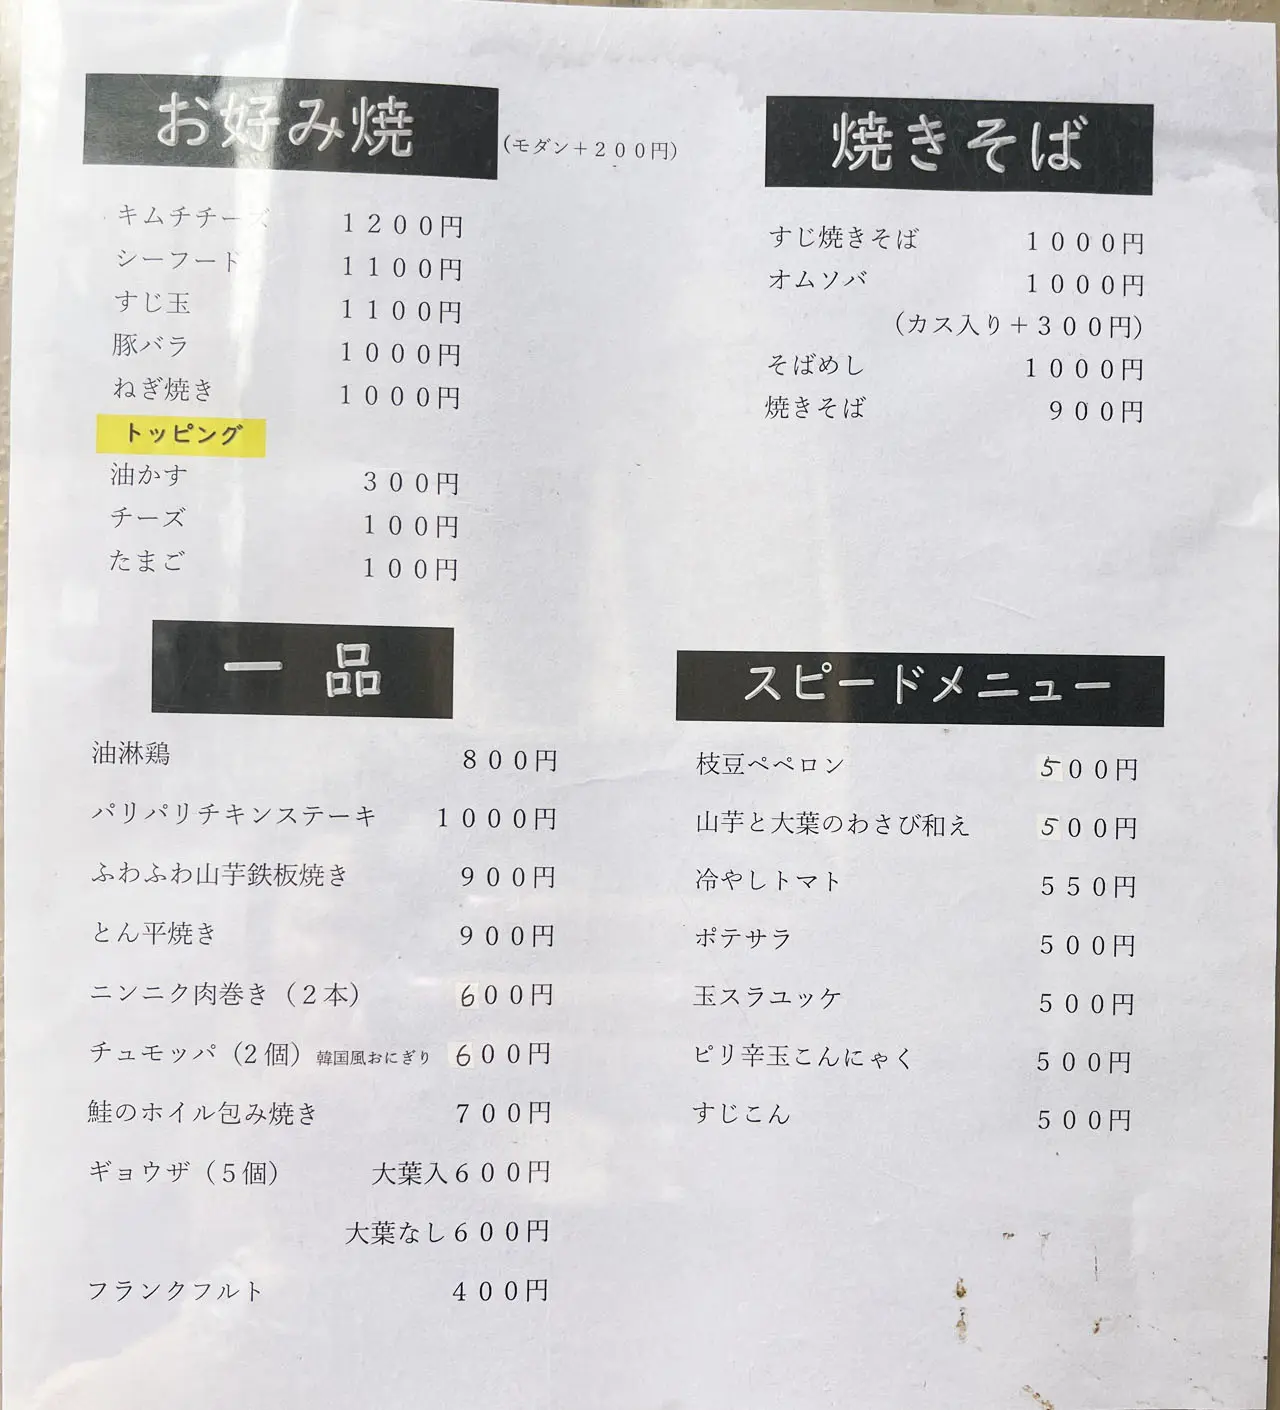 お好み焼 (モダン+200円)
キムチチーズ 1200円
シーフード 1100円
すじ玉 1100円
豚バラ 1000円
ねぎ焼き 1000円
トッピング
油かす 300円
チーズ 100円
たまご 100円
焼きそば
すじ焼きそば 1000円
オムソバ 1000円
(カス入り+300円)
そばめし 1000円
焼きそば 900円
一品
油淋鶏 800円
パリパリチキンステーキ 1000円
ふわふわ山芋鉄板焼き 900円
とん平焼き 900円
ニンニク肉巻き(2本) 600円
チュモッパ(2個)韓国風おにぎり 600円
鮭のホイル包み焼き 700円
ギョウザ(5個) 大葉入600円
大葉なし600円
フランクフルト 400円
スピードメニュー
枝豆ペペロン 500円
山芋と大葉のわさび和え 500円
冷やしトマト 550円
ポテサラ 500円
玉スラユッケ 500円
ピリ辛玉こんにゃく 500円
すじこん 500円